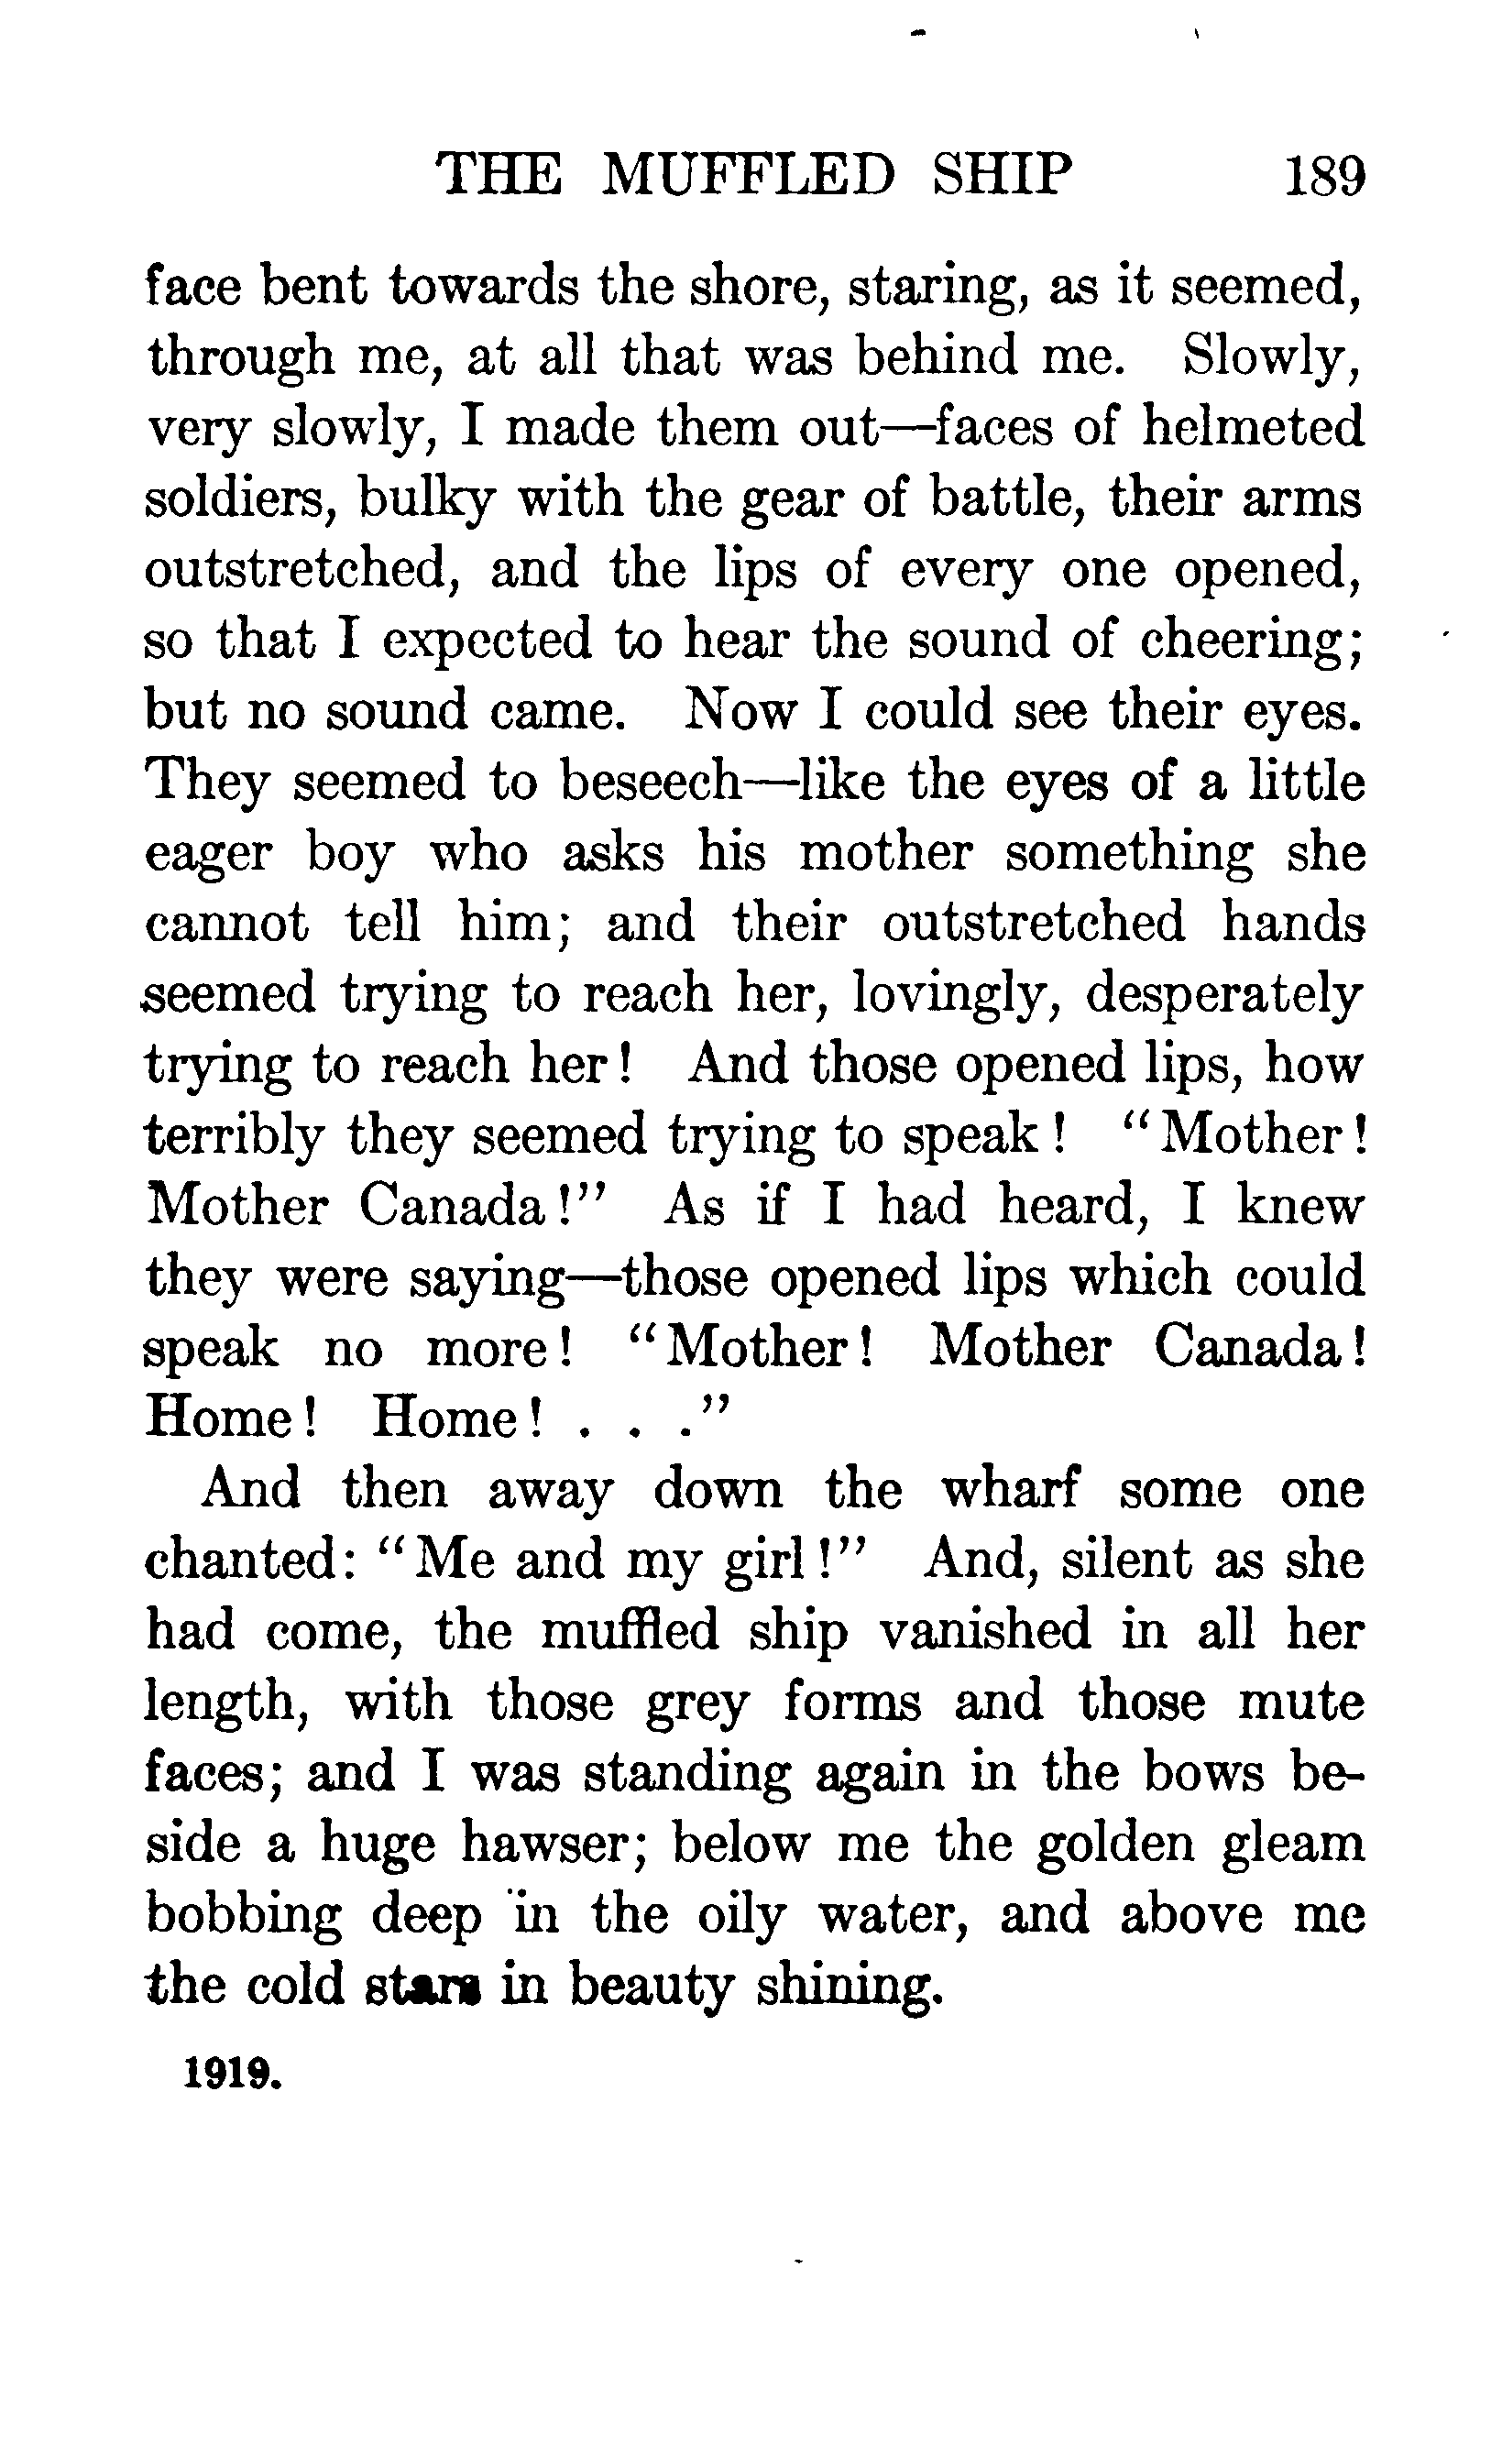 THE MUFFLED SHIP 189
face bent towards the shore, staring, as it seemed,
through me, at all that was behind me. Slowly,
very slowly, I made them out—faces of helmeted
soldiers, bulky with the gear of battle, their arms
outstretched, and the lips of every one opened,
so that I expected to hear the sound of cheering;
but no sound came. Now I could see their eyes.
They seemed to beseech—like the eyes of a little
eager boy who asks his mother something she
cannot tell him; and their outstretched hands
seemed trying to reach her, lovingly, desperately
trying to reach her! And those opened lips, how
terribly they seemed trying to speak! “Mother!
Mother Canada!” As if I had heard, I knew
they were saying—those opened lips which could
speak no more! “Mother! Mother Canada!
Home! Home! . . .”
And then away down the wharf some one
chanted: “Me and my girl!” And, silent as she
had come, the muffled ship vanished in all her
length, with those grey forms and those mute
faces; and I was standing again in the bows be-
side a huge hawser; below me the golden gleam
bobbing deep in the oily water, and above me
the cold stars in beauty shining.
1919.